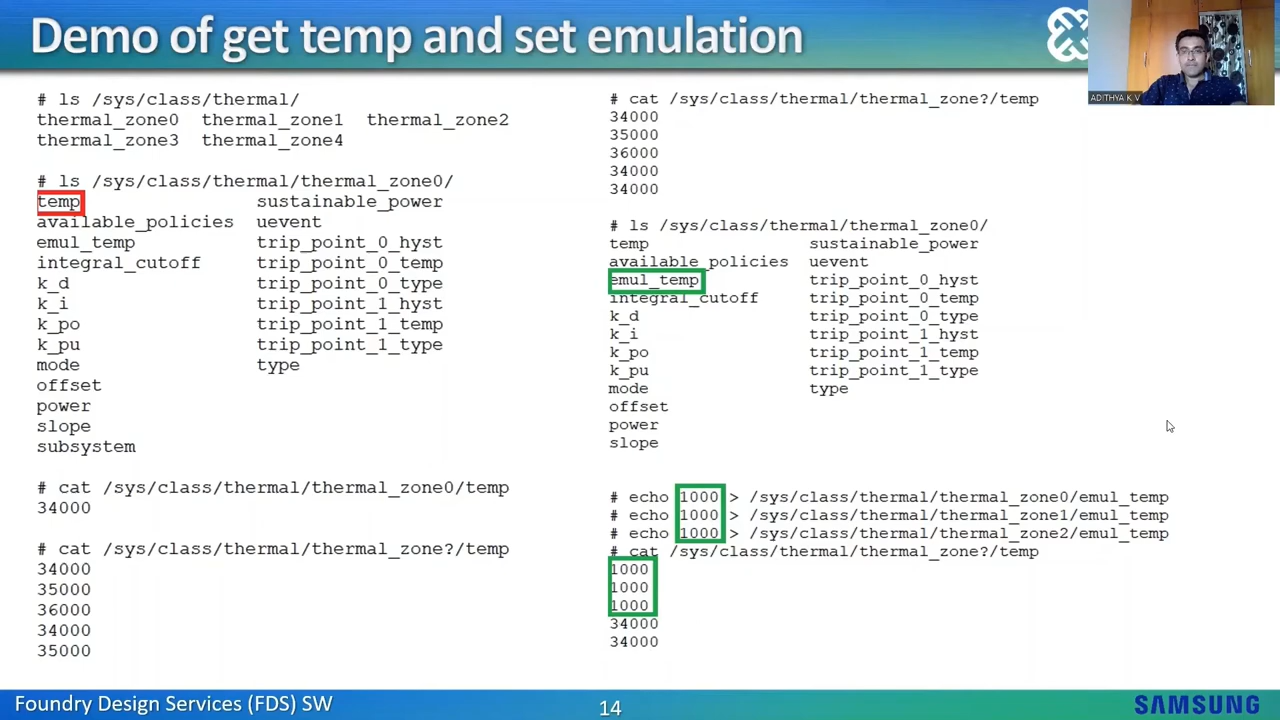 Demo of get temp and set emulation
ADITHYA K V
# ls /sys/class/thermal/
thermal_zone0 thermal_zone1 thermal_zone2
thermal_zone3 thermal_zone4
# ls /sys/class/thermal/thermal_zone0/
temp sustainable_power
available_policies uevent
emul_temp trip_point_0_hyst
integral_cutoff trip_point_0_temp
k_d trip_point_0_type
k_i trip_point_1_hyst
k_po trip_point_1_temp
k_pu trip_point_1_type
mode type
offset
power
slope
subsystem
# cat /sys/class/thermal/thermal_zone0/temp
34000
# cat /sys/class/thermal/thermal_zone?/temp
34000
35000
36000
34000
35000
# cat /sys/class/thermal/thermal_zone?/temp
34000
35000
36000
34000
34000
# ls /sys/class/thermal/thermal_zone0/
temp sustainable_power
available_policies uevent
emul_temp trip_point_0_hyst
integral_cutoff trip_point_0_temp
k_d trip_point_0_type
k_i trip_point_1_hyst
k_po trip_point_1_temp
k_pu trip_point_1_type
mode type
offset
power
slope
# echo 1000 > /sys/class/thermal/thermal_zone0/emul_temp
# echo 1000 > /sys/class/thermal/thermal_zone1/emul_temp
# echo 1000 > /sys/class/thermal/thermal_zone2/emul_temp
# cat /sys/class/thermal/thermal_zone?/temp
1000
1000
1000
34000
34000
Foundry Design Services (FDS) SW
14
SAMSUNG